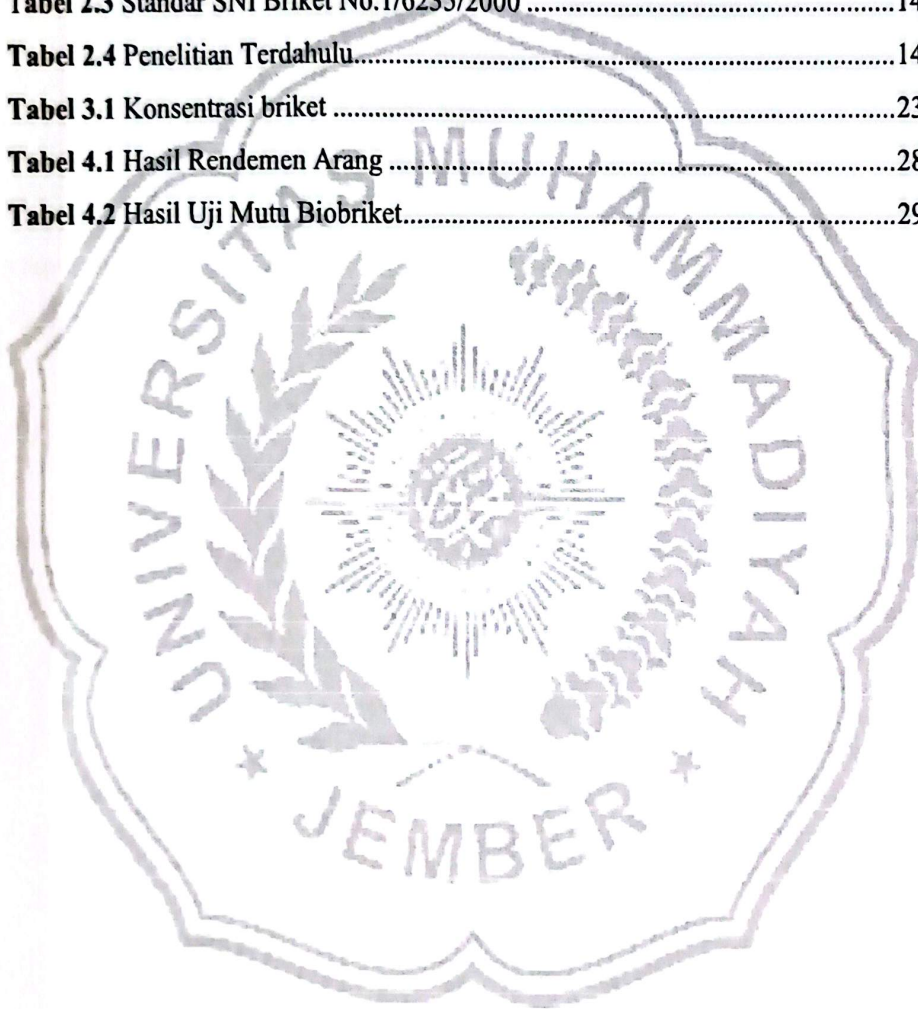 Tabel 2.3 Standar SNI Briket No.1/6235/2000 ........ 14
Tabel 2.4 Penelitian Terdahulu ........ 14
Tabel 3.1 Konsentrasi briket ........ 23
Tabel 4.1 Hasil Rendemen Arang ........ 28
Tabel 4.2 Hasil Uji Mutu Biobriket ........ 29
UNIVERSITAS MUHAMMADIYAH
JEMBER